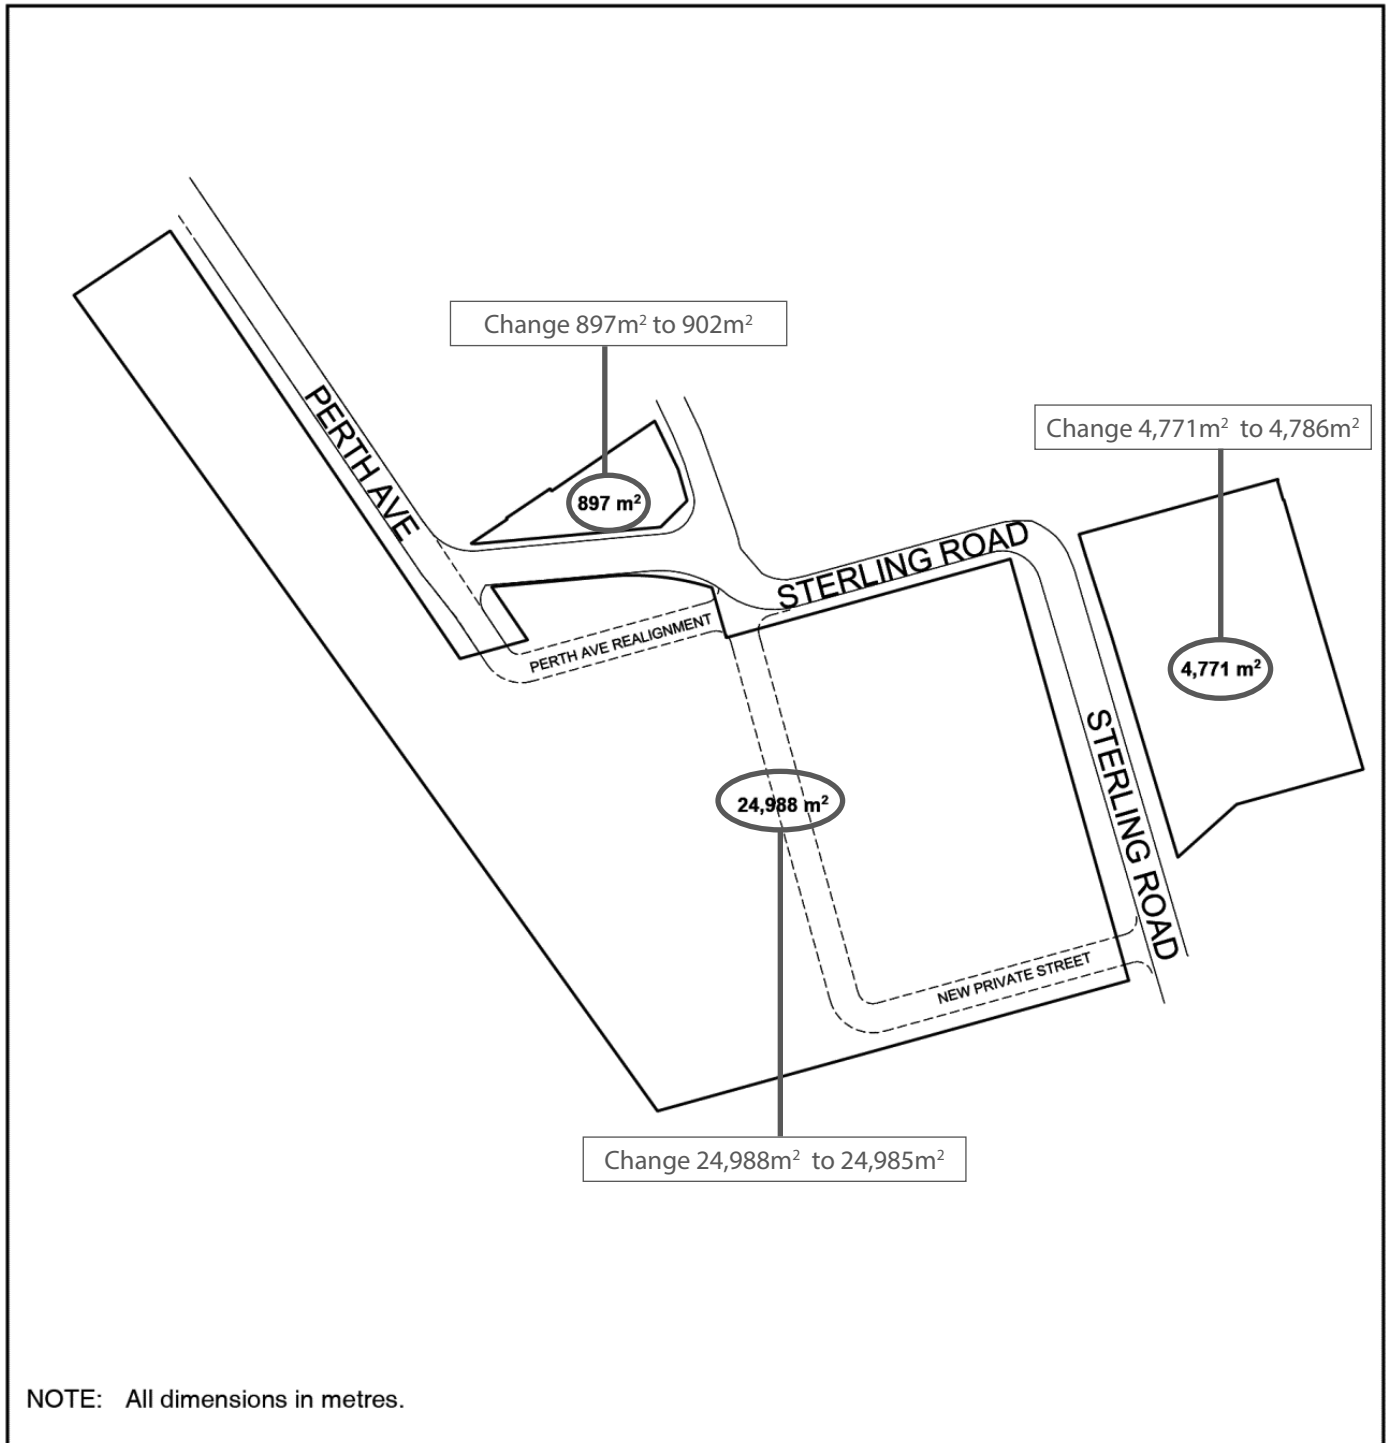 Change 897m² to 902m²
PERTH AVE
Change 4,771m² to 4,786m²
897 m²
STERLING ROAD
PERTH AVE REALIGNMENT
4,771 m²
STERLING ROAD
24,988 m²
NEW PRIVATE STREET
Change 24,988m² to 24,985m²
NOTE: All dimensions in metres.